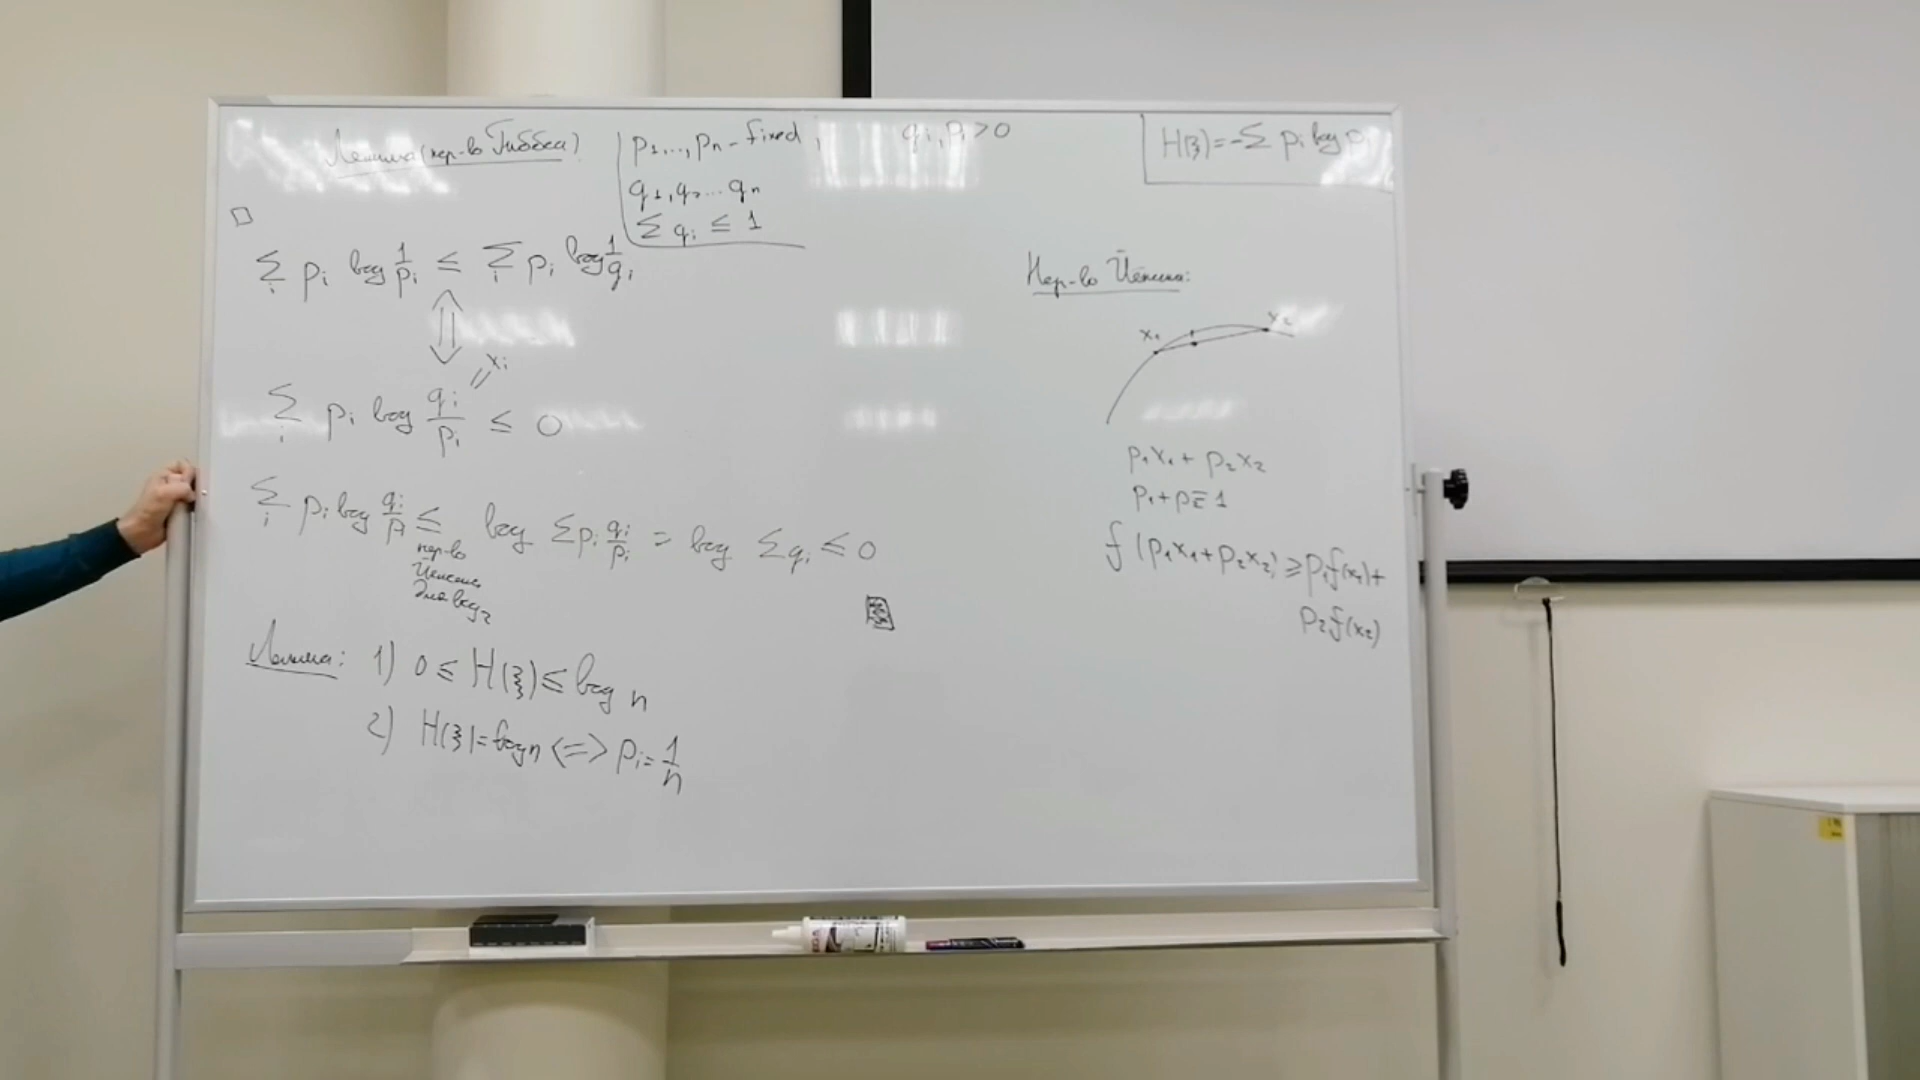 Лемма (нер-во Гиббса)
p₁,..,pₙ - fixed, qᵢ, pᵢ > 0
q₁, q₂ ... qₙ
Σ qᵢ ≤ 1
□
Σᵢ pᵢ log 1/pᵢ ≤ Σᵢ pᵢ log 1/qᵢ
⇕
xᵢ
Σᵢ pᵢ log qᵢ/pᵢ ≤ 0
Σᵢ pᵢ log qᵢ/pᵢ ≤ log Σ pᵢ qᵢ/pᵢ = log Σ qᵢ ≤ 0
нер-во
Йенсена
для log₂
Лемма: 1) 0 ≤ H(ξ) ≤ log n
2) H(ξ) = log n <=> pᵢ = 1/n
H(ξ) = -Σ pᵢ log pᵢ
Нер-во Йенсена:
x₁ x₂
p₁x₁ + p₂x₂
p₁ + p₂ = 1
f(p₁x₁ + p₂x₂) ≥ p₁f(x₁) +
p₂f(x₂)